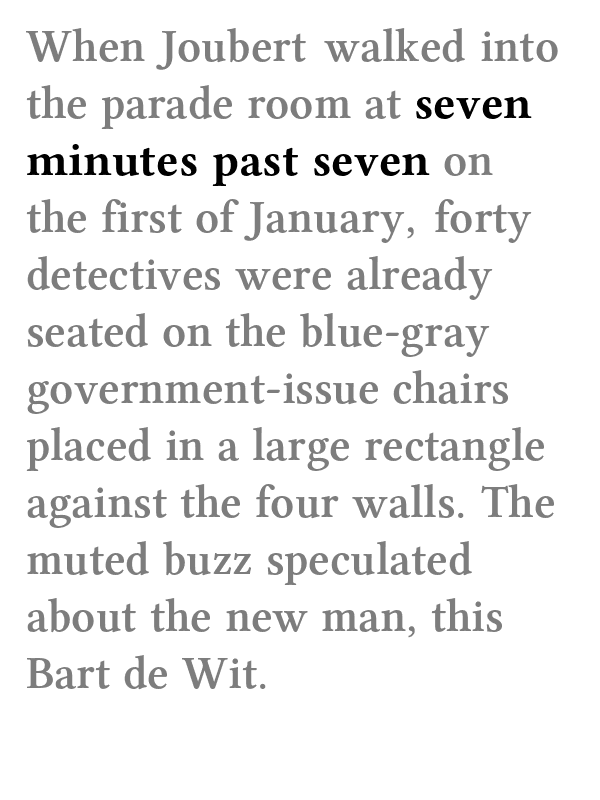 When Joubert walked into
the parade room at seven
minutes past seven on
the first of January, forty
detectives were already
seated on the blue-gray
government-issue chairs
placed in a large rectangle
against the four walls. The
muted buzz speculated
about the new man, this
Bart de Wit.